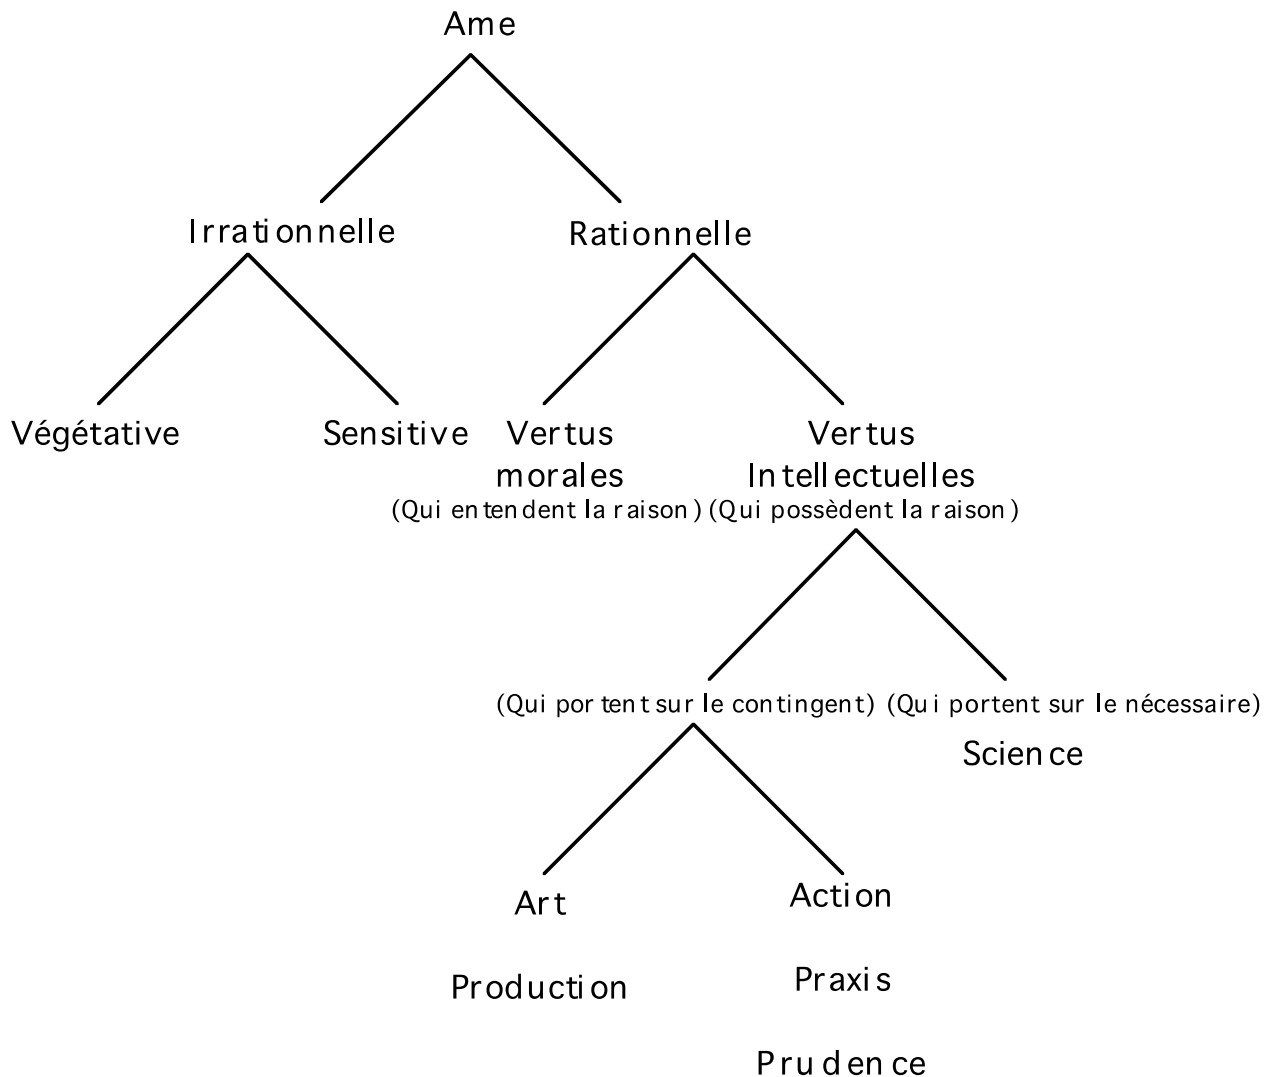 Ame
Irrationnelle
Rationnelle
Végétative
Sensitive
Vertus
morales
(Qui entendent la raison)
Vertus
Intellectuelles
(Qui possèdent la raison)
(Qui portent sur le contingent)
(Qui portent sur le nécessaire)
Science
Art
Action
Production
Praxis
Prudence